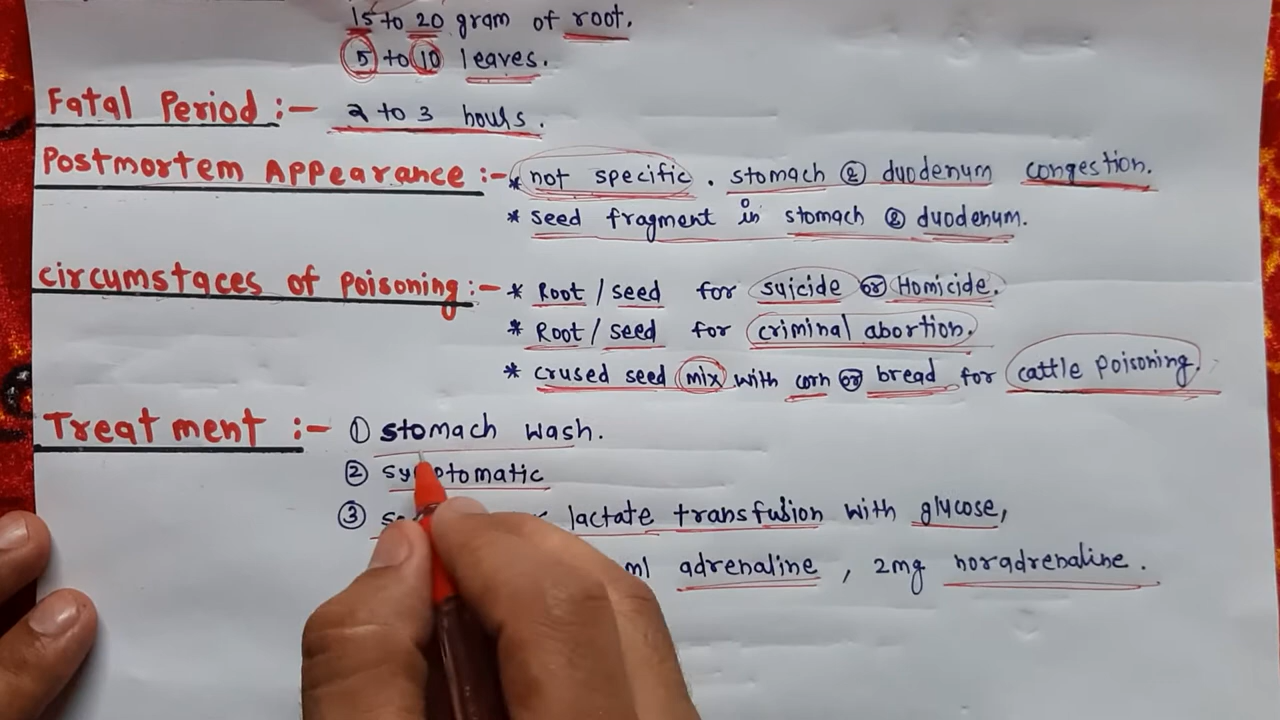 15 to 20 gram of root.
5 to 10 leaves.
Fatal Period :- 2 to 3 hours.
Postmortem Appearance :- * not specific. stomach & duodenum congestion.
* seed fragment in stomach & duodenum.
circumstaces of poisoning :- * Root / seed for suicide or Homicide.
* Root / seed for criminal abortion.
* crused seed mix with corn or bread for cattle poisoning.
Treatment :- ① stomach wash.
② symptomatic
③ lactate transfusion with glucose,
ml adrenaline, 2mg noradrenaline.